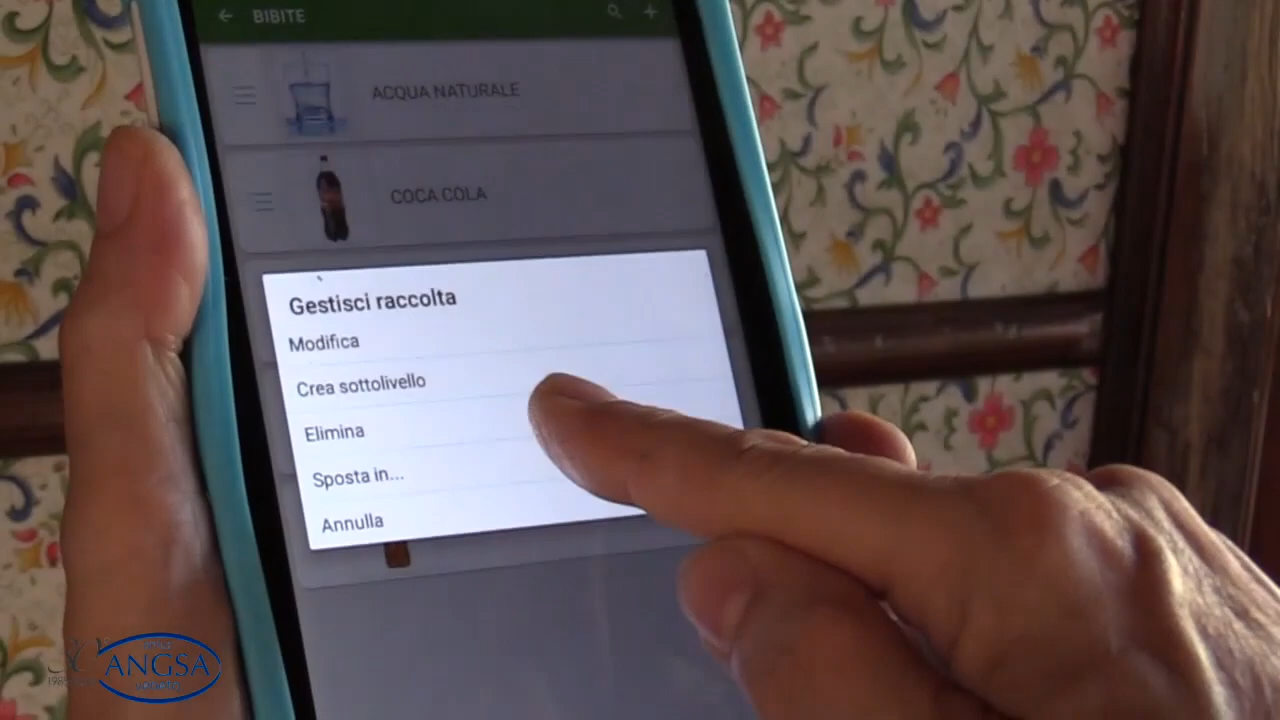 BIBITE
ACQUA NATURALE
COCA COLA
Gestisci raccolta
Modifica
Crea sottolivello
Elimina
Sposta in...
Annulla
ANGSA